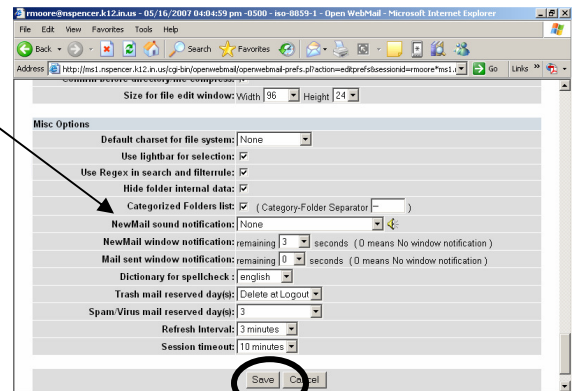 rmoore@nspencer.k12.in.us - 05/16/2007 04:04:59 pm -0500 - iso-8859-1 - Open WebMail - Microsoft Internet Explorer
File Edit View Favorites Tools Help
Back Search Favorites
Address http://ms1.nspencer.k12.in.us/cgi-bin/openwebmail/openwebmail-prefs.pl?action=editprefs&sessionid=rmoore*ms1.r Go Links »
Confirm before directory/file compress:
Size for file edit window: Width 96 Height 24
Misc Options
Default charset for file system: None
Use lightbar for selection:
Use Regex in search and filterrule:
Hide folder internal data:
Categorized Folders list: ( Category-Folder Separator – )
NewMail sound notification: None
NewMail window notification: remaining 3 seconds ( 0 means No window notification )
Mail sent window notification: remaining 0 seconds ( 0 means No window notification )
Dictionary for spellcheck : english
Trash mail reserved day(s): Delete at Logout
Spam/Virus mail reserved day(s): 3
Refresh Interval: 3 minutes
Session timeout: 10 minutes
Save Cancel